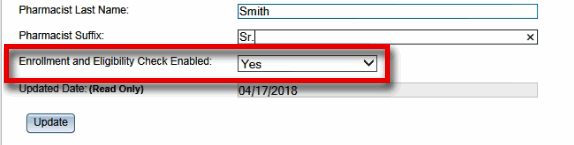 Pharmacist Last Name: Smith
Pharmacist Suffix: Sr. ×
Enrollment and Eligibility Check Enabled: Yes
Updated Date: (Read Only) 04/17/2018
Update